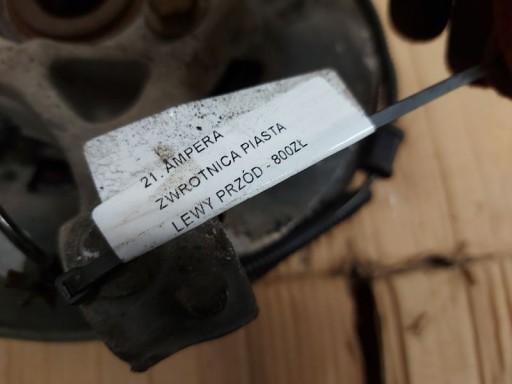 21. AMPERA
ZWROTNICA PIASTA
LEWY PRZÓD - 800ZŁ